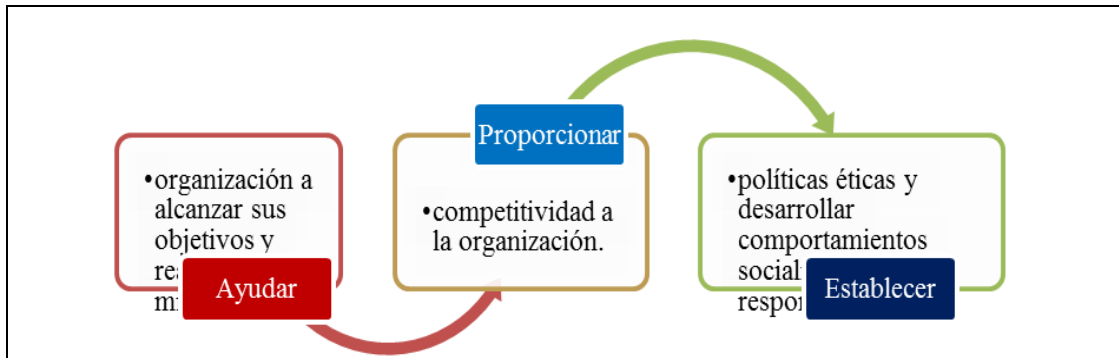 •organización a
alcanzar sus
objetivos y
Ayudar
Proporcionar
•competitividad a
la organización.
•políticas éticas y
desarrollar
comportamientos
Establecer